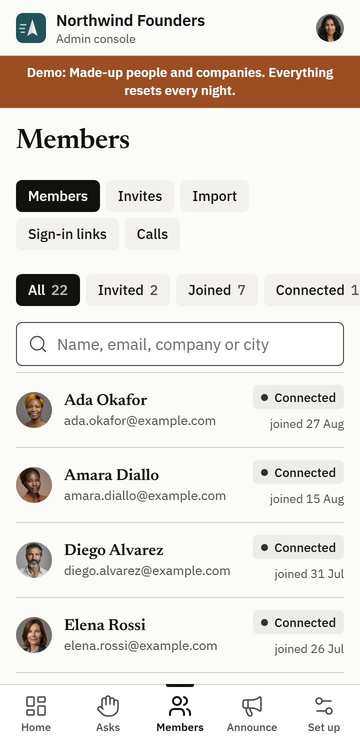 Northwind Founders
Admin console
Demo: Made-up people and companies. Everything
resets every night.
Members
Members Invites Import
Sign-in links Calls
All 22 Invited 2 Joined 7 Connected 1
Name, email, company or city
Ada Okafor Connected
ada.okafor@example.com joined 27 Aug
Amara Diallo Connected
amara.diallo@example.com joined 15 Aug
Diego Alvarez Connected
diego.alvarez@example.com joined 31 Jul
Elena Rossi Connected
elena.rossi@example.com joined 26 Jul
Home Asks Members Announce Set up